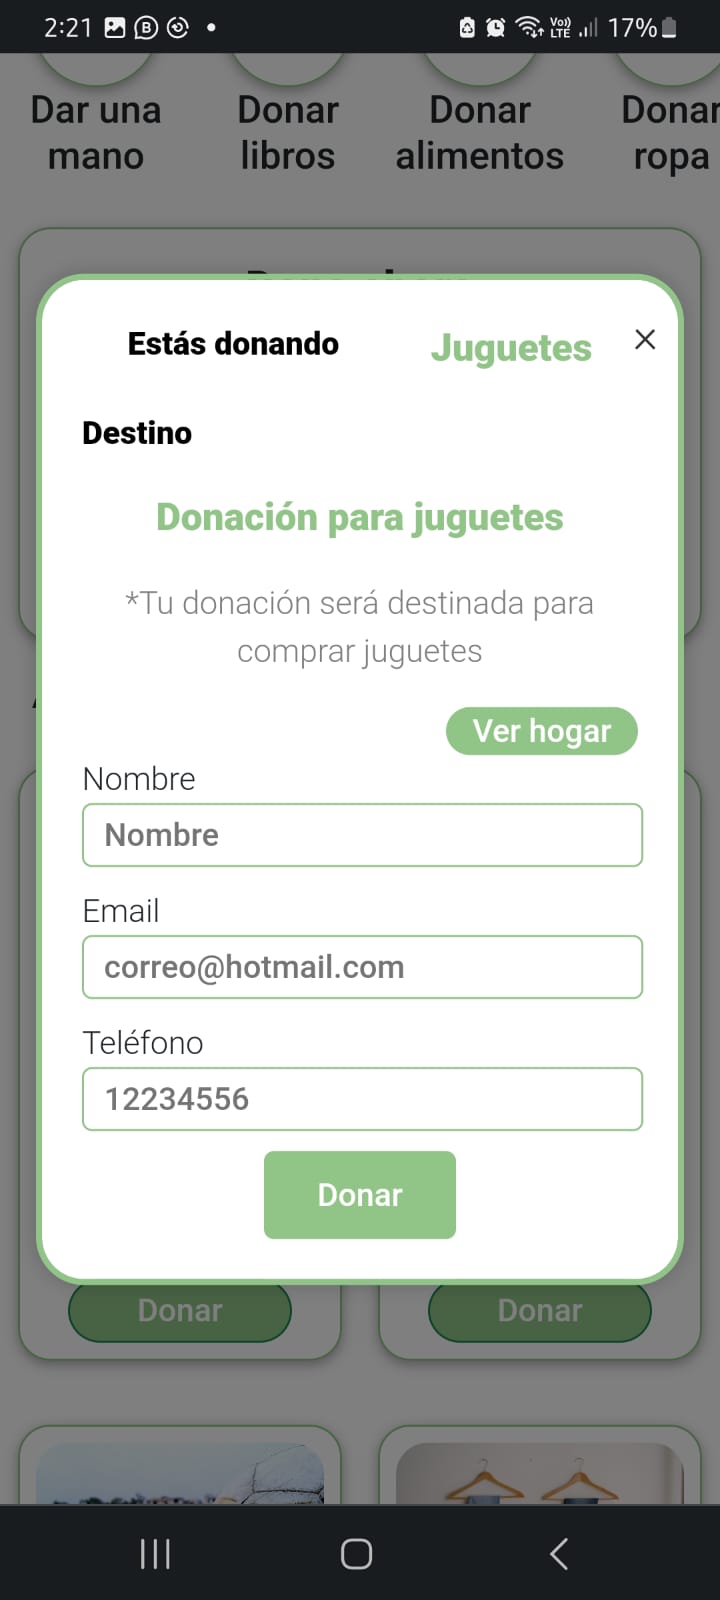 2:21
Vo))
LTE
17%
Dar una
mano
Donar
libros
Donar
alimentos
Donar
ropa
Estás donando
Juguetes
Destino
Donación para juguetes
*Tu donación será destinada para
comprar juguetes
Ver hogar
Nombre
Nombre
Email
correo@hotmail.com
Teléfono
12234556
Donar
Donar
Donar